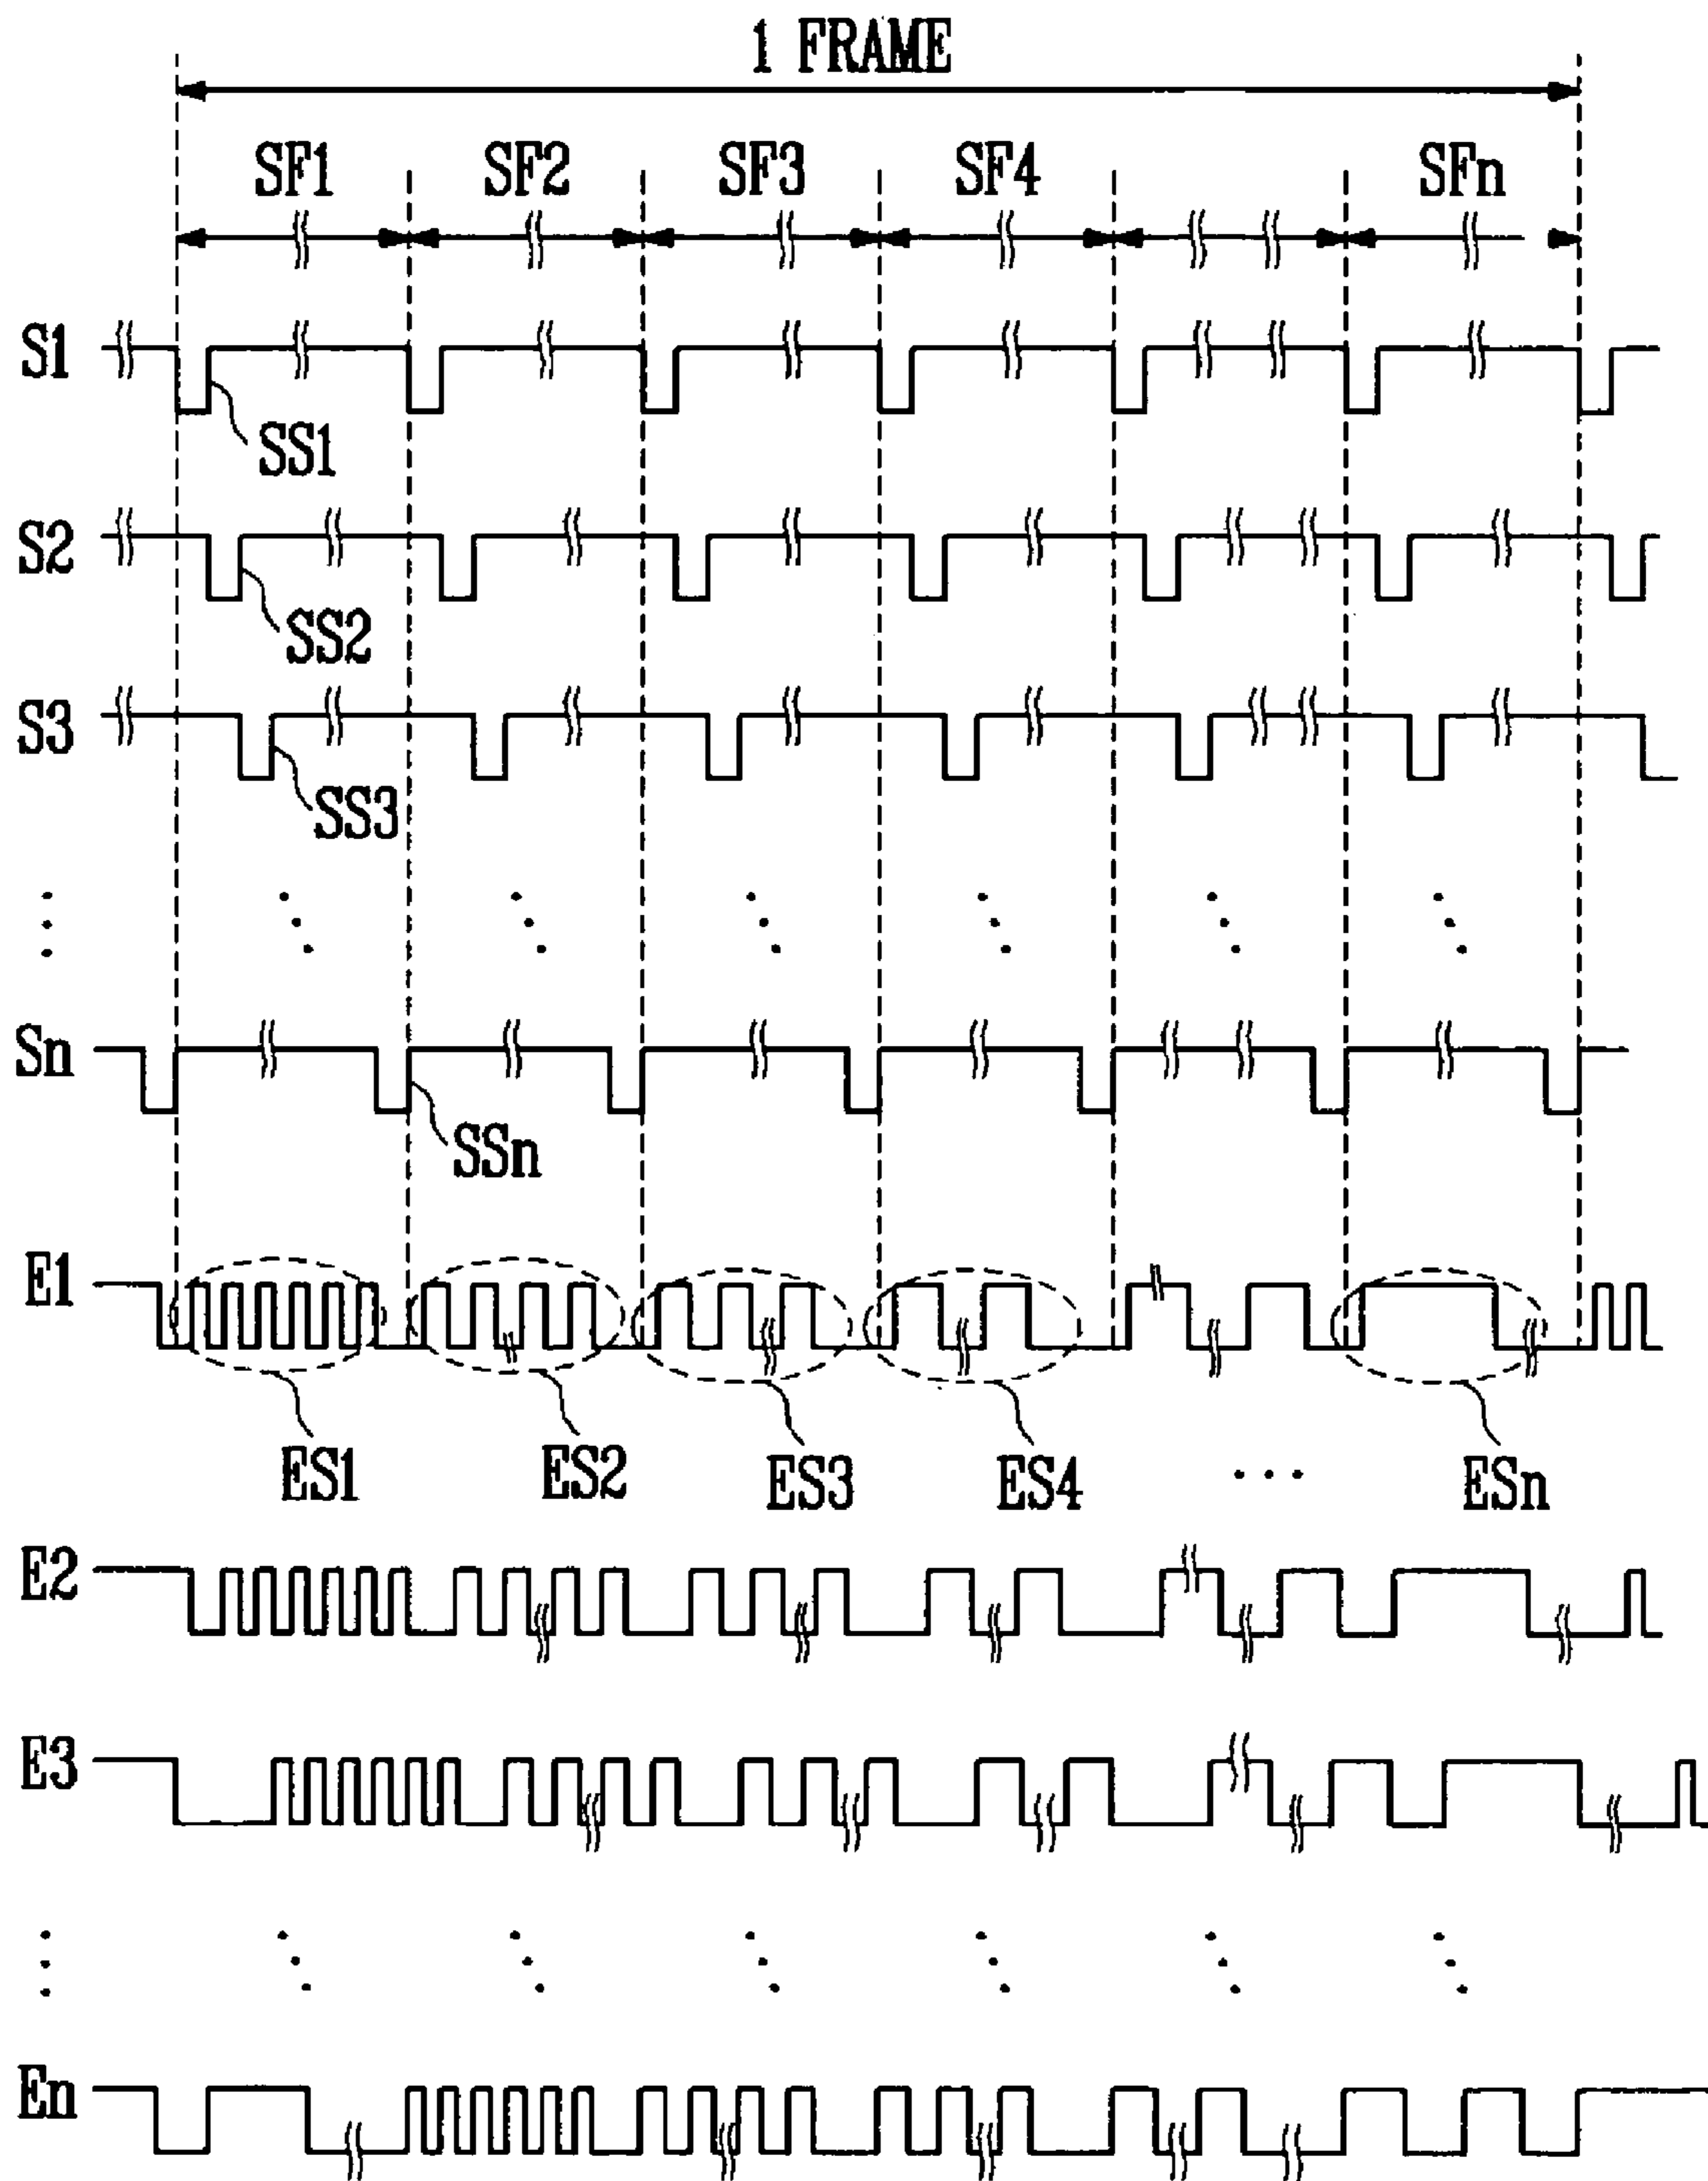 1 FRAME
SF1 SF2 SF3 SF4 SFn
S1
SS1
S2
SS2
S3
SS3
Sn
SSn
E1
ES1 ES2 ES3 ES4 ... ESn
E2
E3
En